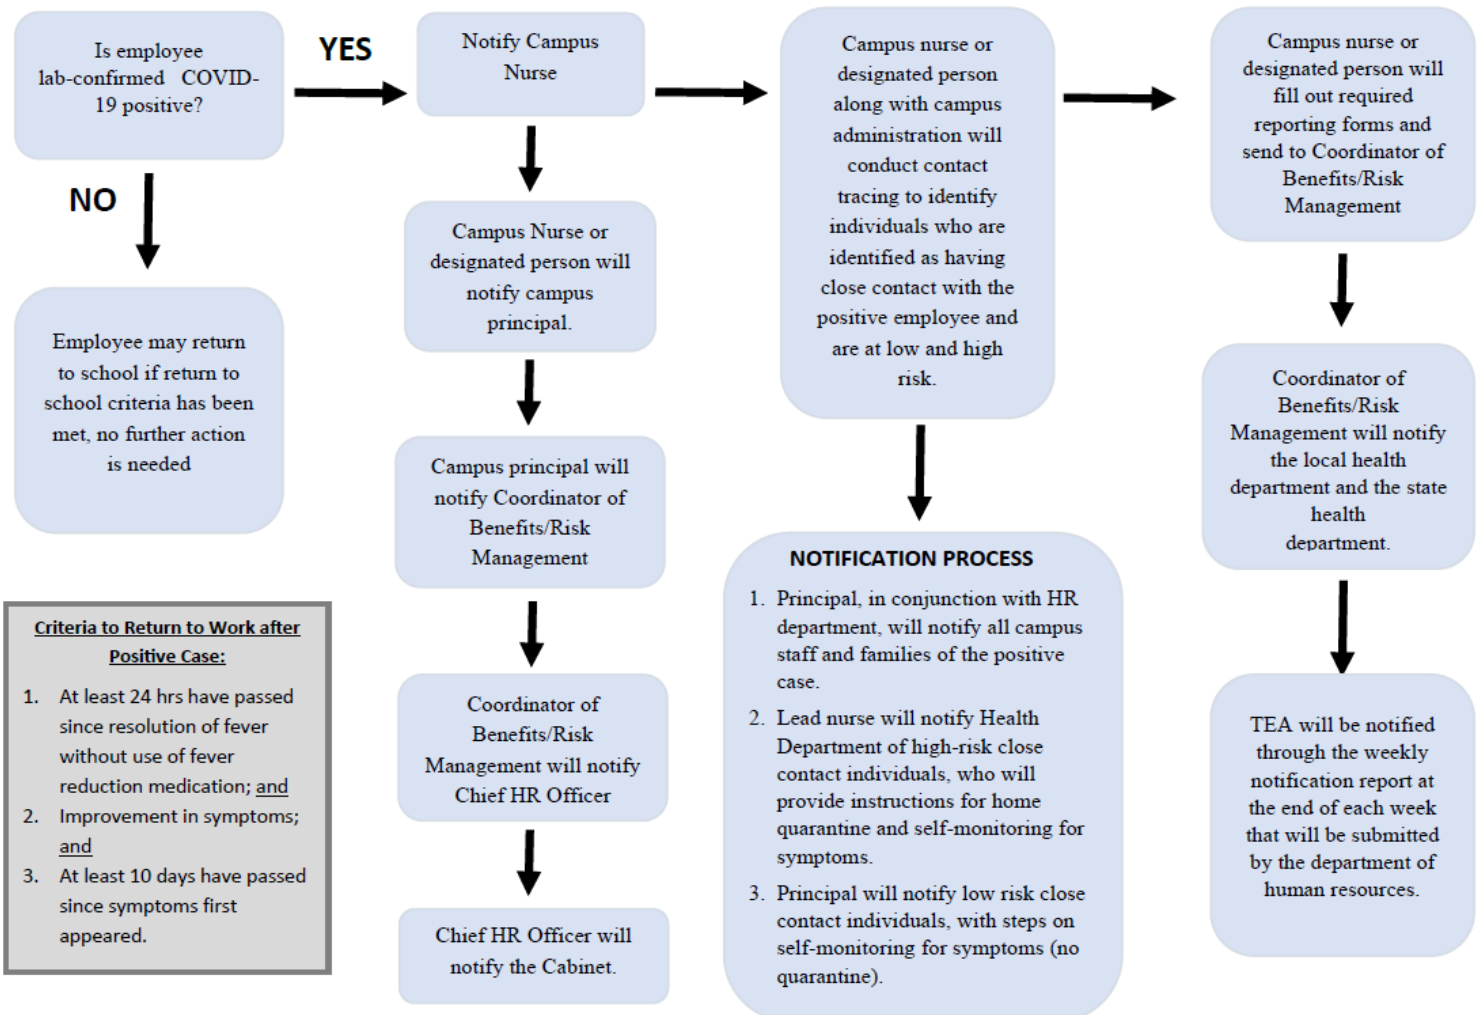 Is employee
lab-confirmed COVID-
19 positive?
YES
NO
Employee may return
to school if return to
school criteria has been
met, no further action
is needed
Criteria to Return to Work after
Positive Case:
1. At least 24 hrs have passed
since resolution of fever
without use of fever
reduction medication; and
2. Improvement in symptoms;
and
3. At least 10 days have passed
since symptoms first
appeared.
Notify Campus
Nurse
Campus Nurse or
designated person will
notify campus
principal.
Campus principal will
notify Coordinator of
Benefits/Risk
Management
Coordinator of
Benefits/Risk
Management will notify
Chief HR Officer
Chief HR Officer will
notify the Cabinet.
Campus nurse or
designated person
along with campus
administration will
conduct contact
tracing to identify
individuals who are
identified as having
close contact with the
positive employee and
are at low and high
risk.
NOTIFICATION PROCESS
1. Principal, in conjunction with HR
department, will notify all campus
staff and families of the positive
case.
2. Lead nurse will notify Health
Department of high-risk close
contact individuals, who will
provide instructions for home
quarantine and self-monitoring for
symptoms.
3. Principal will notify low risk close
contact individuals, with steps on
self-monitoring for symptoms (no
quarantine).
Campus nurse or
designated person will
fill out required
reporting forms and
send to Coordinator of
Benefits/Risk
Management
Coordinator of
Benefits/Risk
Management will notify
the local health
department and the state
health
department.
TEA will be notified
through the weekly
notification report at
the end of each week
that will be submitted
by the department of
human resources.